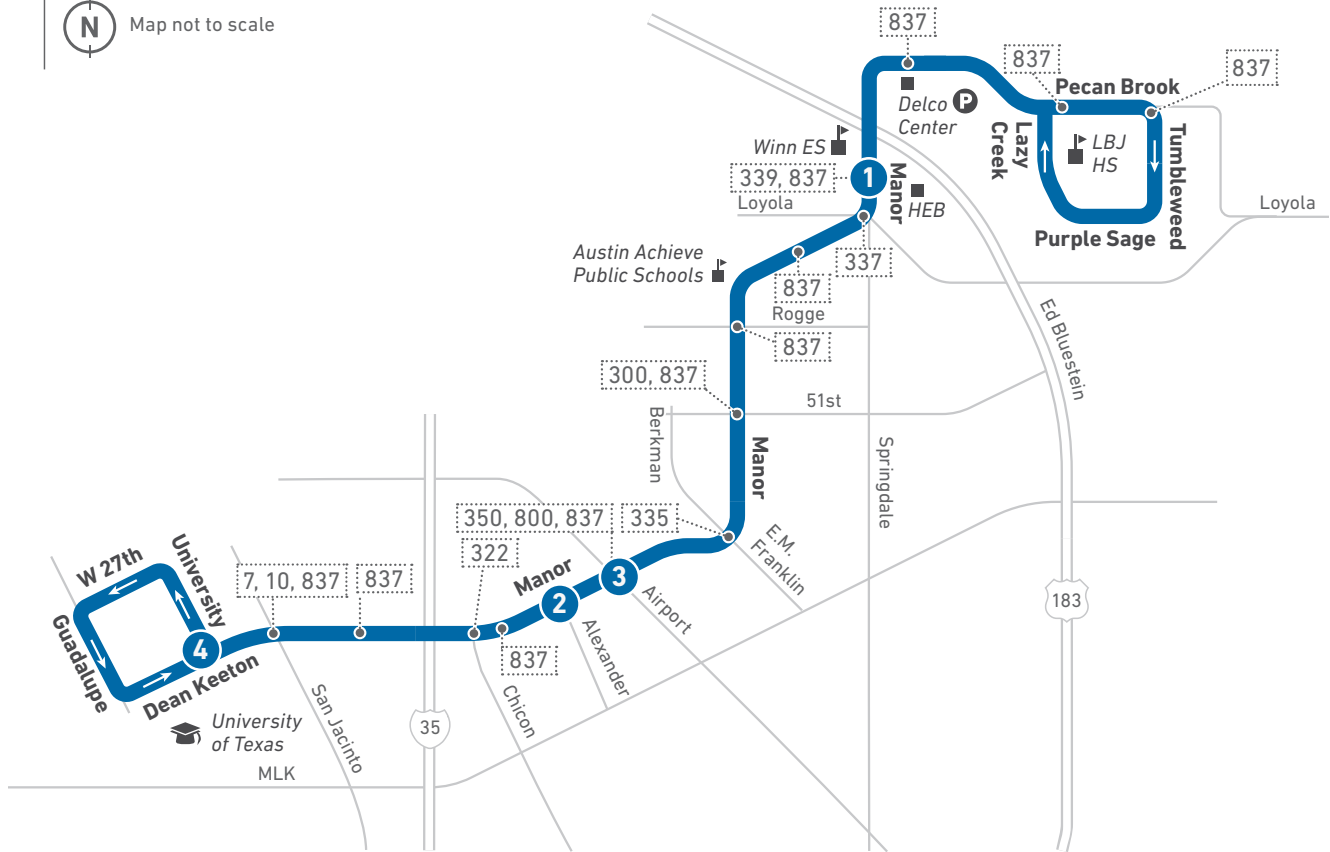 N
Map not to scale
837
837
837
Pecan Brook
Delco
Center
P
Lazy
Creek
LBJ
HS
Tumbleweed
Winn ES
339, 837
1
Manor
HEB
Loyola
Loyola
Purple Sage
Austin Achieve
Public Schools
337
837
Rogge
837
Ed Bluestein
300, 837
51st
Berkman
Manor
Springdale
350, 800, 837
335
E.M.
Franklin
322
Manor
3
2
Airport
Alexander
183
W 27th
University
7, 10, 837
837
Guadalupe
4
Dean Keeton
837
Chicon
San Jacinto
University
of Texas
35
MLK